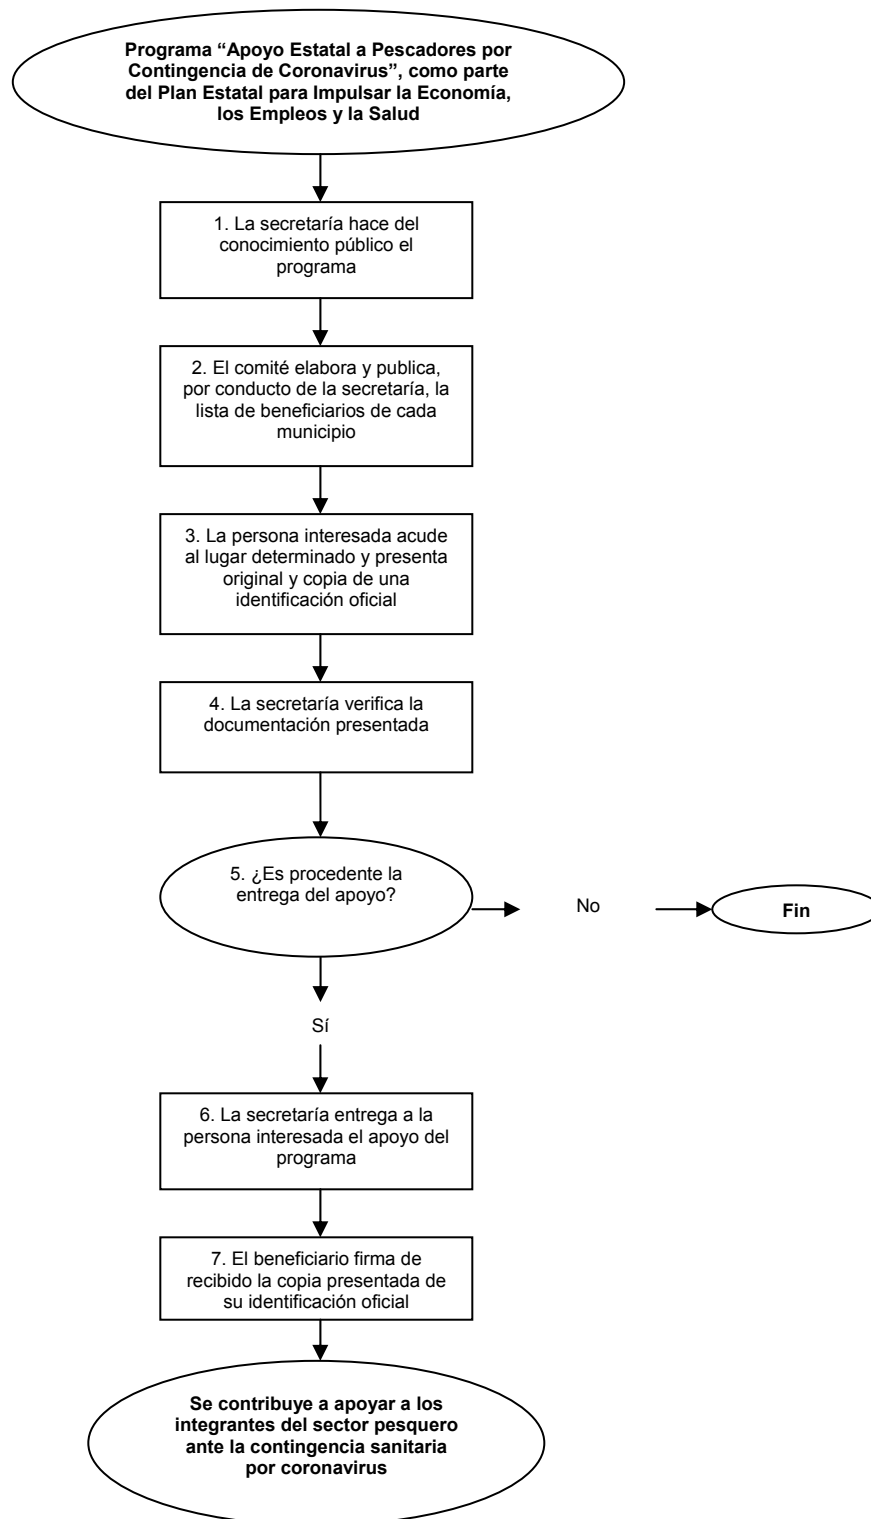 Programa “Apoyo Estatal a Pescadores por
Contingencia de Coronavirus”, como parte
del Plan Estatal para Impulsar la Economía,
los Empleos y la Salud
1. La secretaría hace del
conocimiento público el
programa
2. El comité elabora y publica,
por conducto de la secretaría, la
lista de beneficiarios de cada
municipio
3. La persona interesada acude
al lugar determinado y presenta
original y copia de una
identificación oficial
4. La secretaría verifica la
documentación presentada
5. ¿Es procedente la
entrega del apoyo?
No
Fin
Sí
6. La secretaría entrega a la
persona interesada el apoyo del
programa
7. El beneficiario firma de
recibido la copia presentada de
su identificación oficial
Se contribuye a apoyar a los
integrantes del sector pesquero
ante la contingencia sanitaria
por coronavirus